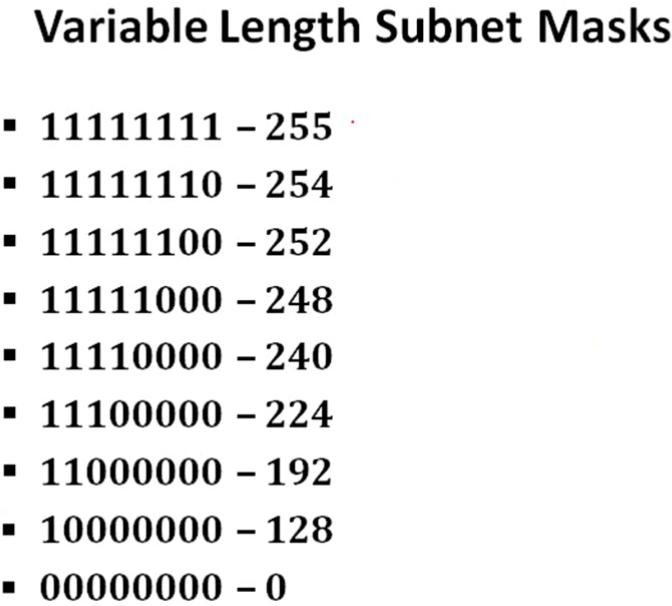 Variable Length Subnet Masks
▪ 11111111 – 255
▪ 11111110 – 254
▪ 11111100 – 252
▪ 11111000 – 248
▪ 11110000 – 240
▪ 11100000 – 224
▪ 11000000 – 192
▪ 10000000 – 128
▪ 00000000 – 0